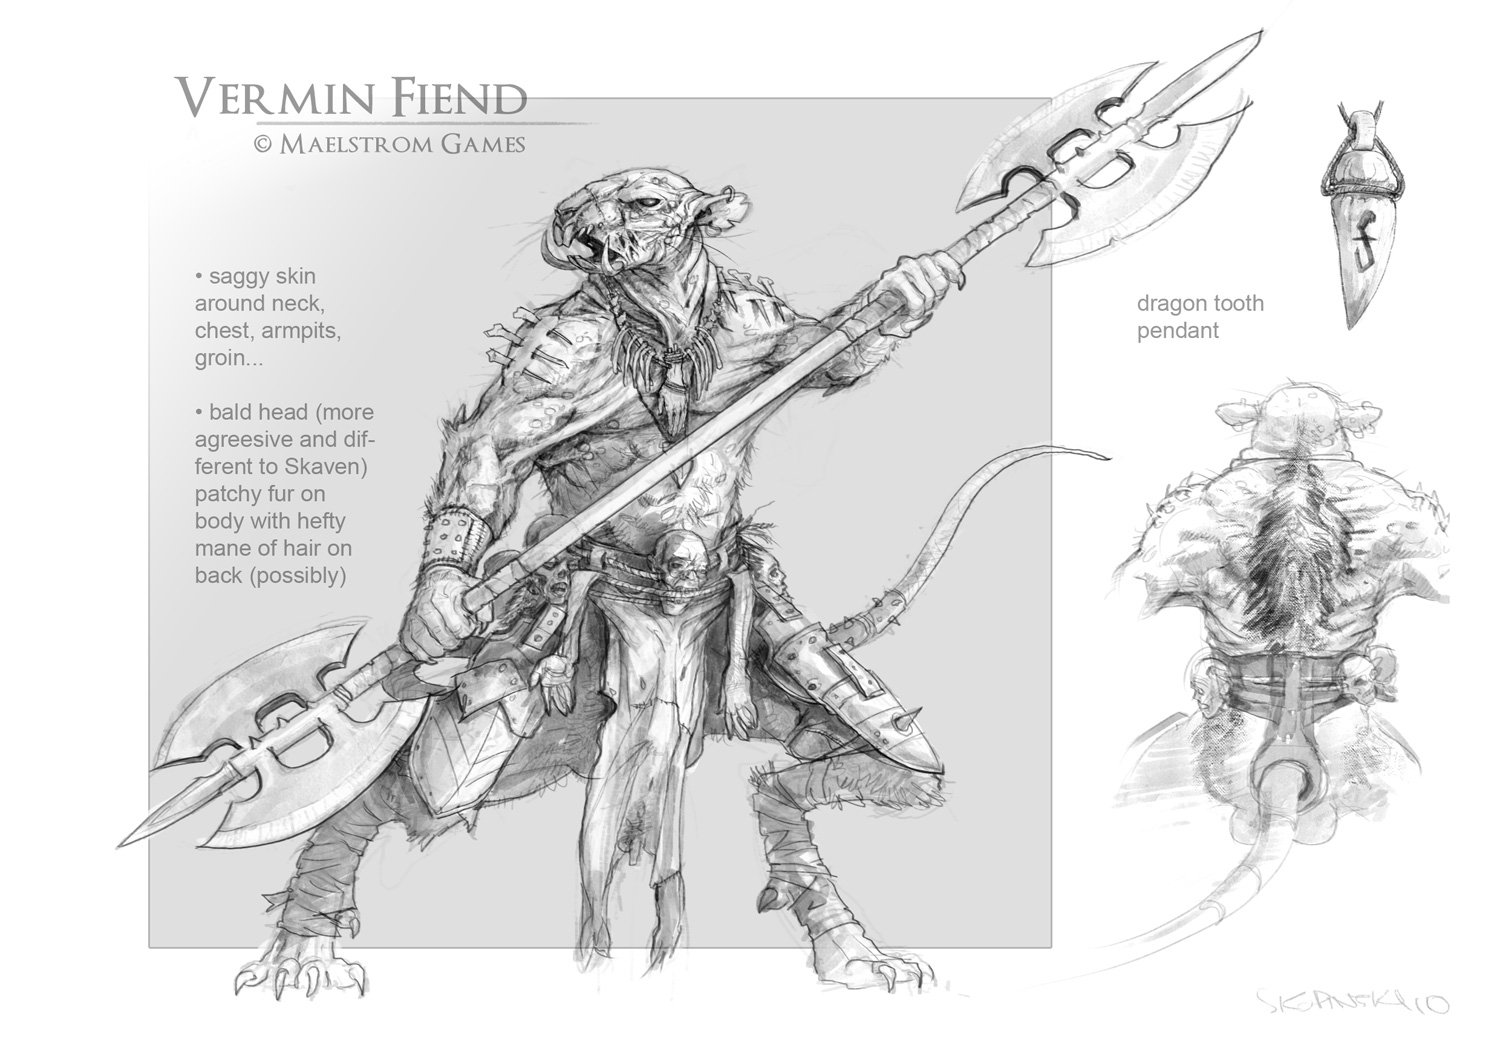 VERMIN FIEND
© MAELSTROM GAMES
• saggy skin
around neck,
chest, armpits,
groin...
• bald head (more
agreesive and dif-
ferent to Skaven)
patchy fur on
body with hefty
mane of hair on
back (possibly)
dragon tooth
pendant